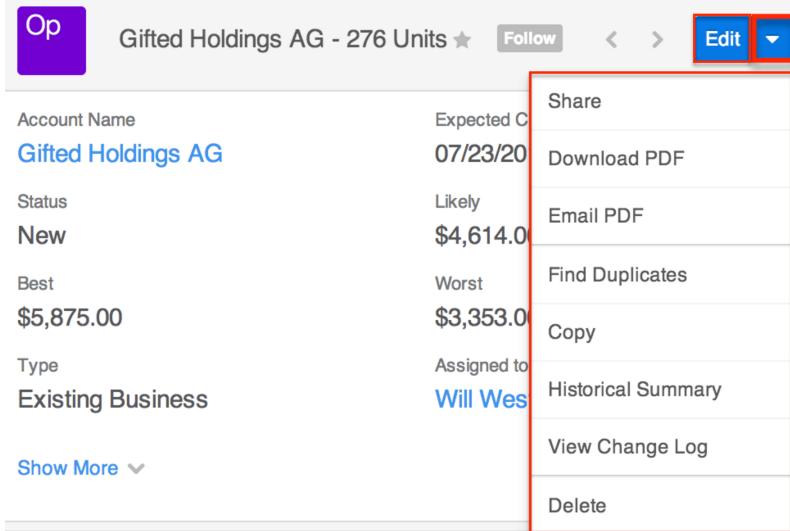 Op
Gifted Holdings AG - 276 Units
Follow
Edit
Account Name
Gifted Holdings AG
Status
New
Best
$5,875.00
Type
Existing Business
Show More
Expected C
07/23/20
Likely
$4,614.0
Worst
$3,353.0
Assigned to
Will Wes
Share
Download PDF
Email PDF
Find Duplicates
Copy
Historical Summary
View Change Log
Delete